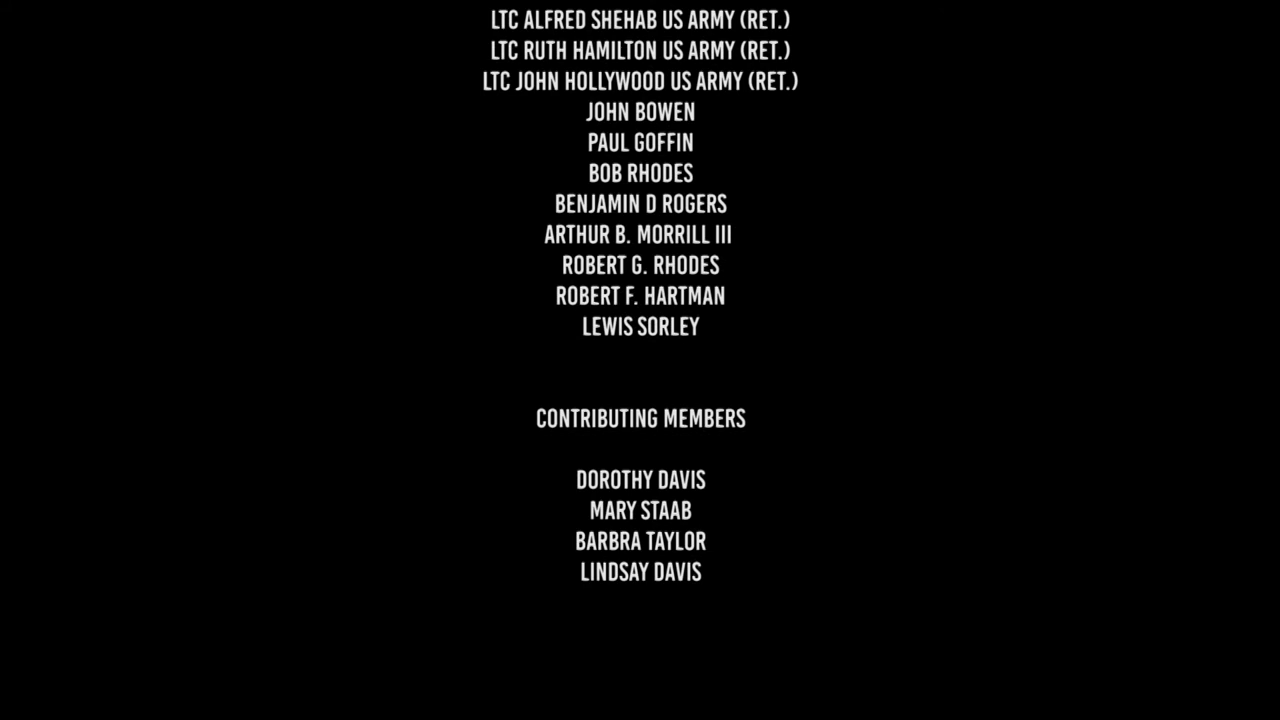 LTC ALFRED SHEHAB US ARMY (RET.)
LTC RUTH HAMILTON US ARMY (RET.)
LTC JOHN HOLLYWOOD US ARMY (RET.)
JOHN BOWEN
PAUL GOFFIN
BOB RHODES
BENJAMIN D ROGERS
ARTHUR B. MORRILL III
ROBERT G. RHODES
ROBERT F. HARTMAN
LEWIS SORLEY
CONTRIBUTING MEMBERS
DOROTHY DAVIS
MARY STAAB
BARBRA TAYLOR
LINDSAY DAVIS